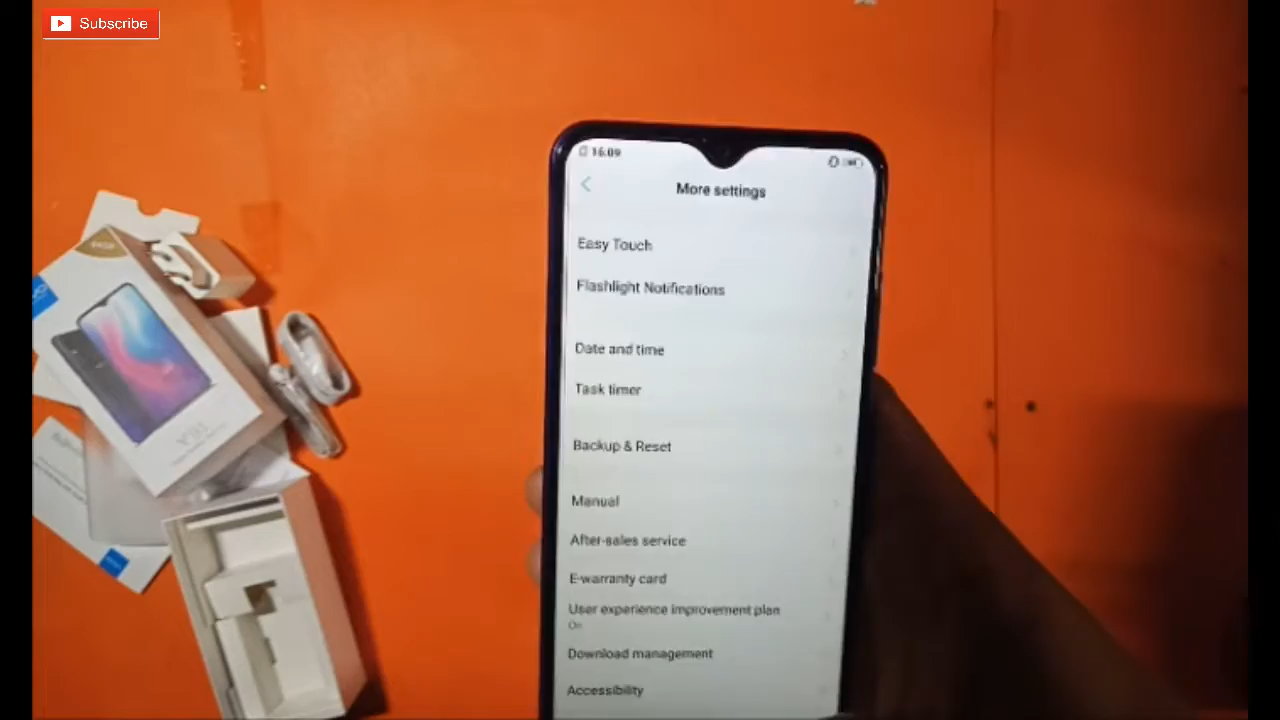 Subscribe
16.09
More settings
Easy Touch
Flashlight Notifications
Date and time
Task timer
Backup & Reset
Manual
After-sales service
E-warranty card
User experience improvement plan
On
Download management
Accessibility